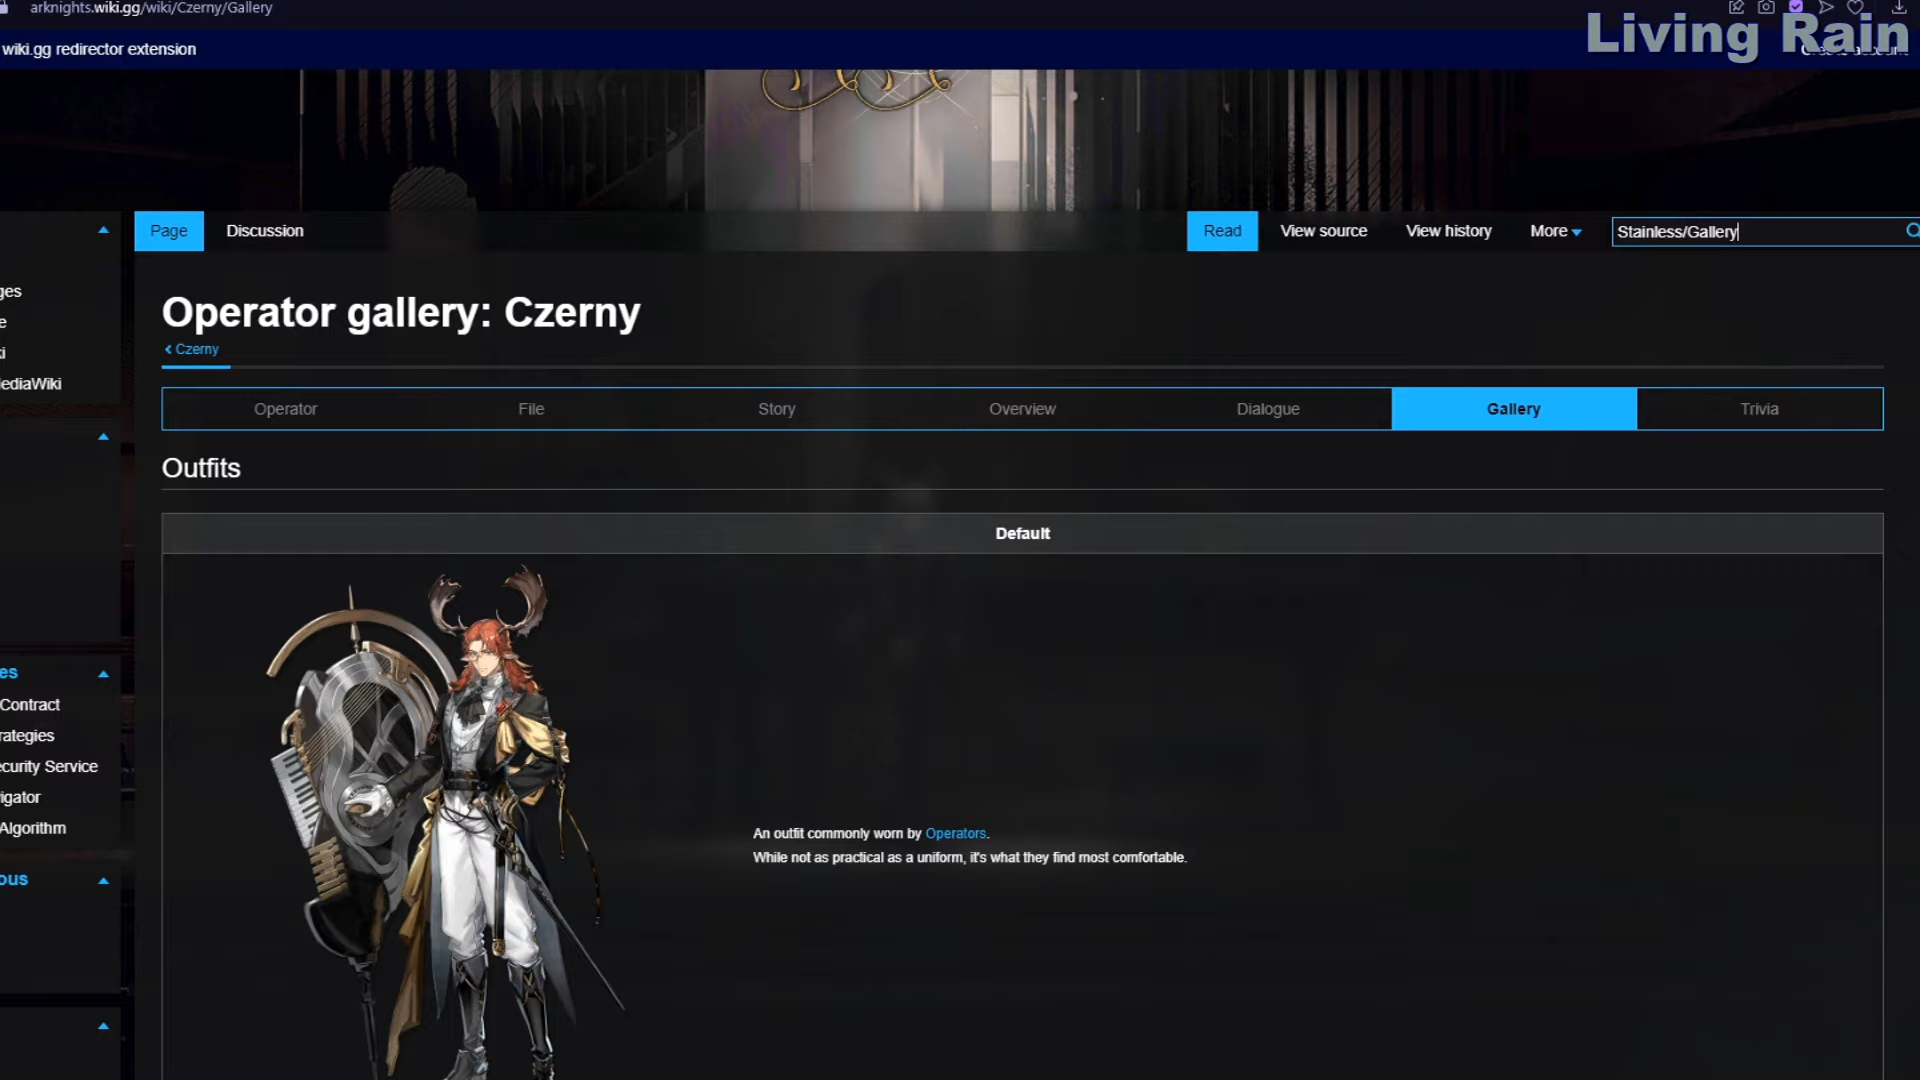 arknights.wiki.gg/wiki/Czerny/Gallery
Living Rain
wiki.gg redirector extension
Page
Discussion
Read
View source
View history
More
Stainless/Gallery
ges
e
ki
MediaWiki
Operator gallery: Czerny
Czerny
Operator
File
Story
Overview
Dialogue
Gallery
Trivia
Outfits
Default
es
Contract
rategies
ecurity Service
igator
Algorithm
ous
An outfit commonly worn by Operators.
While not as practical as a uniform, it's what they find most comfortable.